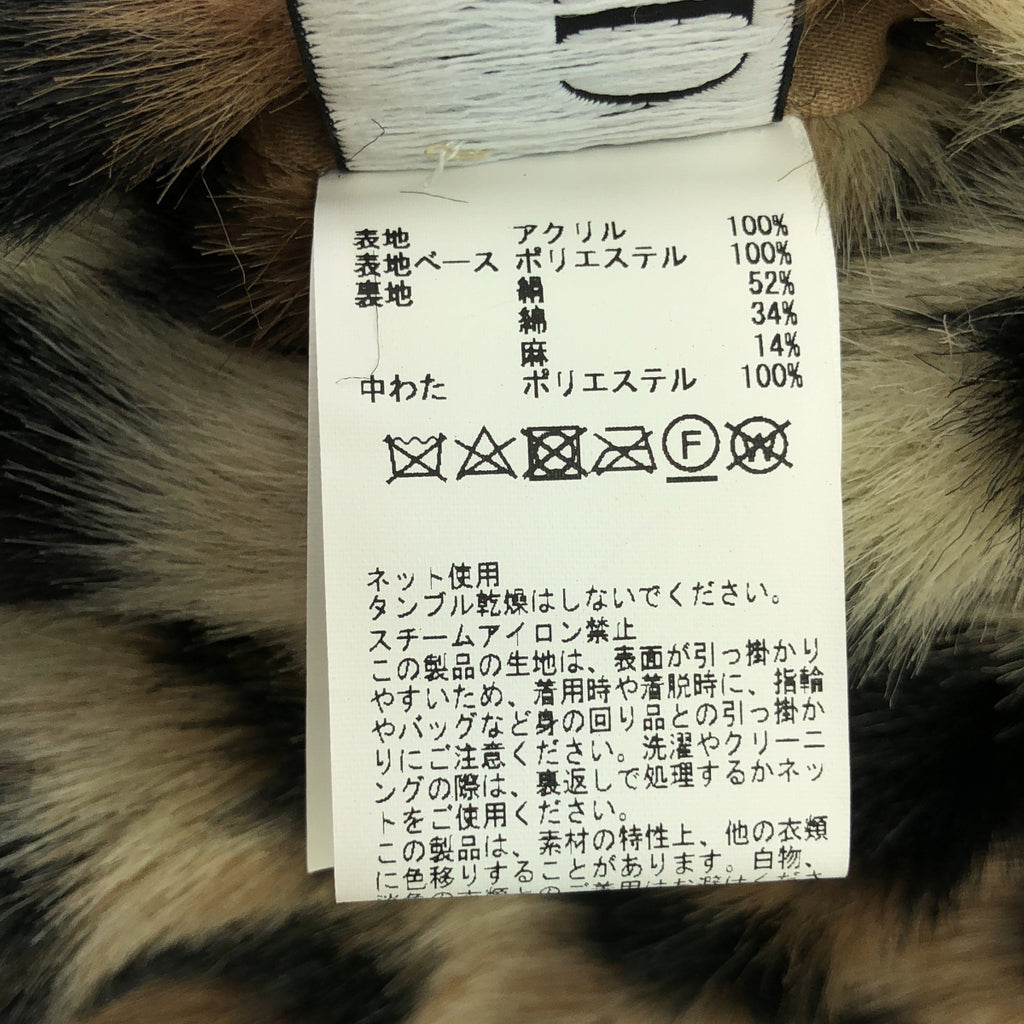 表地 アクリル 100%
表地ベース ポリエステル 100%
裏地 絹 52%
綿 34%
麻 14%
中わた ポリエステル 100%
F W
ネット使用
タンブル乾燥はしないでください。
スチームアイロン禁止
この製品の生地は、表面が引っ掛かり
やすいため、着用時や着脱時に、指輪
やバッグなど身の回り品との引っ掛か
りにご注意ください。洗濯やクリーニ
ングの際は、裏返しで処理するかネッ
トをご使用ください。
この製品は、素材の特性上、他の衣類
に色移りすることがあります。白物、